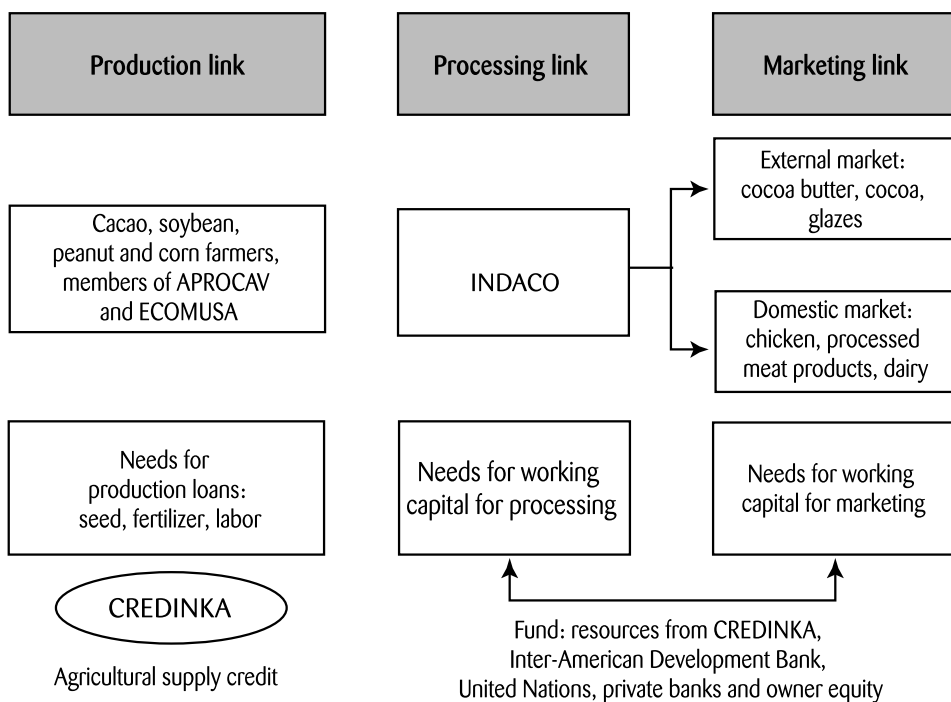 Production link
Processing link
Marketing link
Cacao, soybean,
peanut and corn farmers,
members of APROCAV
and ECOMUSA
INDACO
External market:
cocoa butter, cocoa,
glazes
Domestic market:
chicken, processed
meat products, dairy
Needs for
production loans:
seed, fertilizer, labor
Needs for working
capital for processing
Needs for working
capital for marketing
CREDINKA
Agricultural supply credit
Fund: resources from CREDINKA,
Inter-American Development Bank,
United Nations, private banks and owner equity